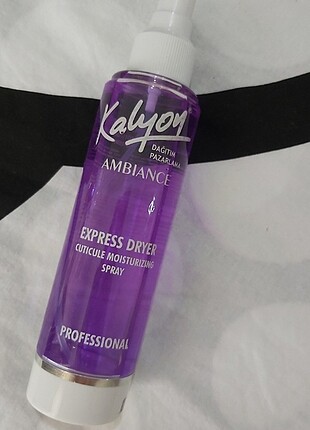 Kalyon
DAĞITIM
PAZARLAMA
AMBIANCE
EXPRESS DRYER
CUTICULE MOISTURIZING
SPRAY
PROFESSIONAL